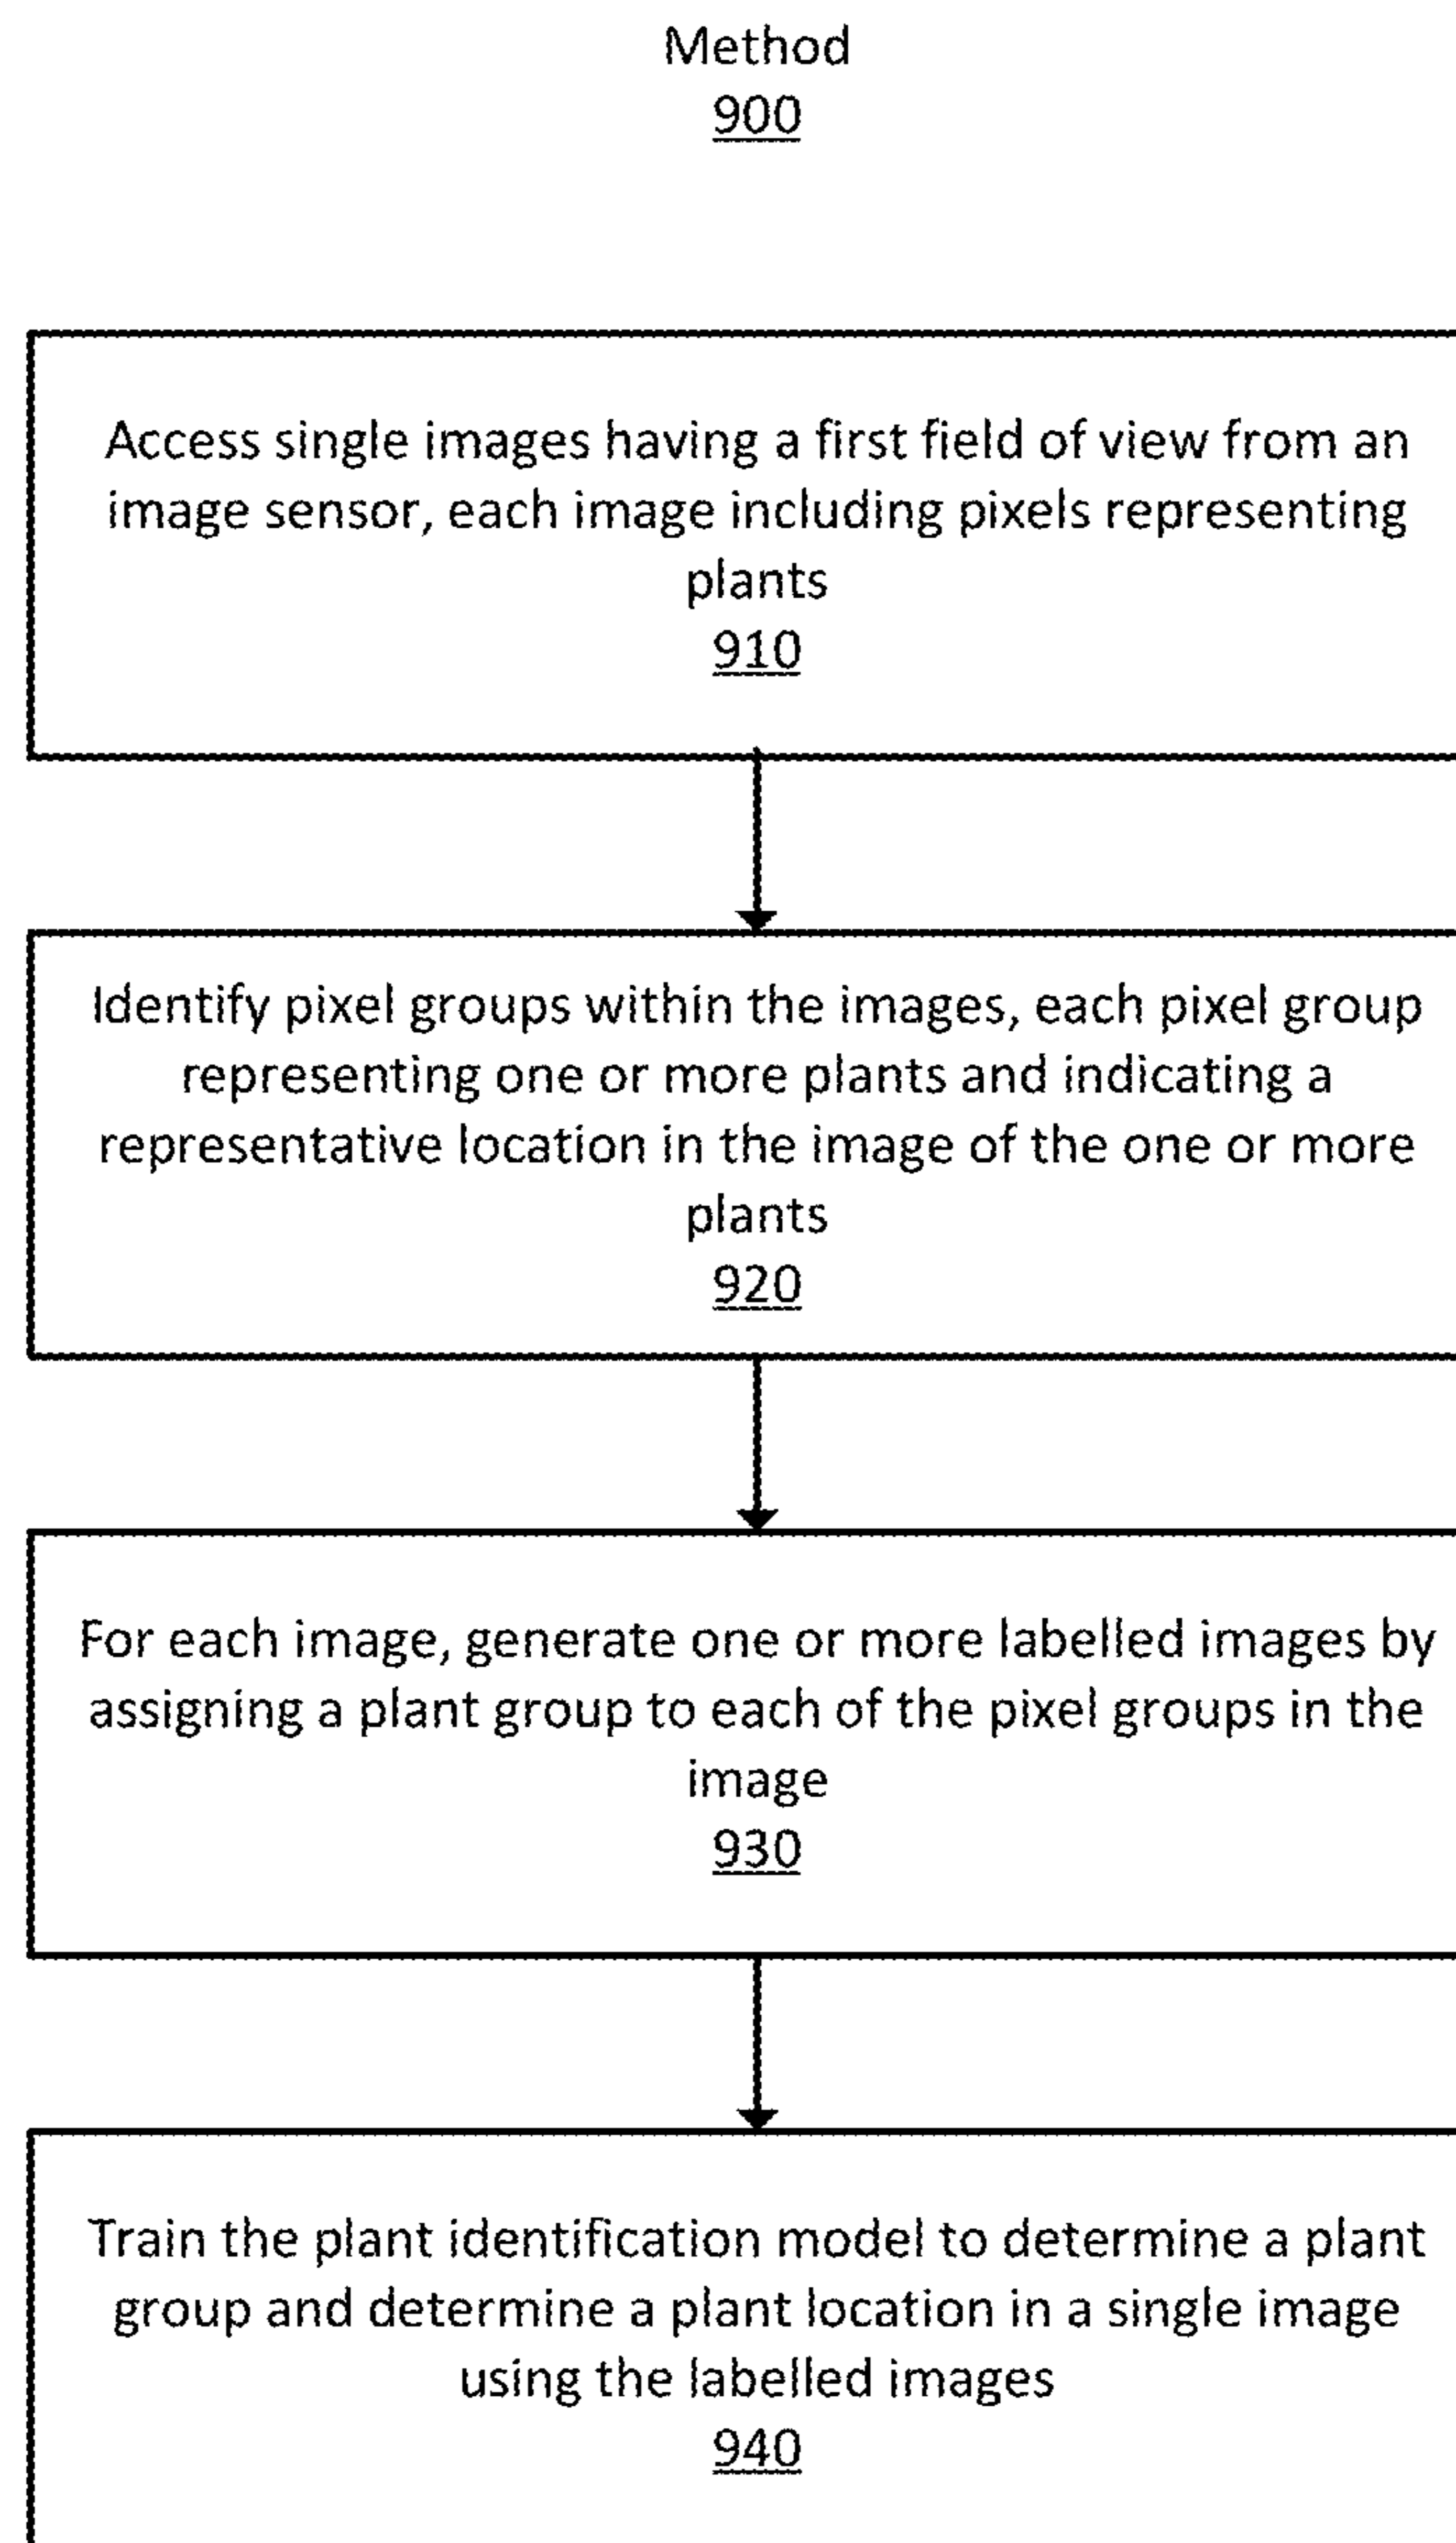 Method
900
Access single images having a first field of view from an
image sensor, each image including pixels representing
plants
910
Identify pixel groups within the images, each pixel group
representing one or more plants and indicating a
representative location in the image of the one or more
plants
920
For each image, generate one or more labelled images by
assigning a plant group to each of the pixel groups in the
image
930
Train the plant identification model to determine a plant
group and determine a plant location in a single image
using the labelled images
940